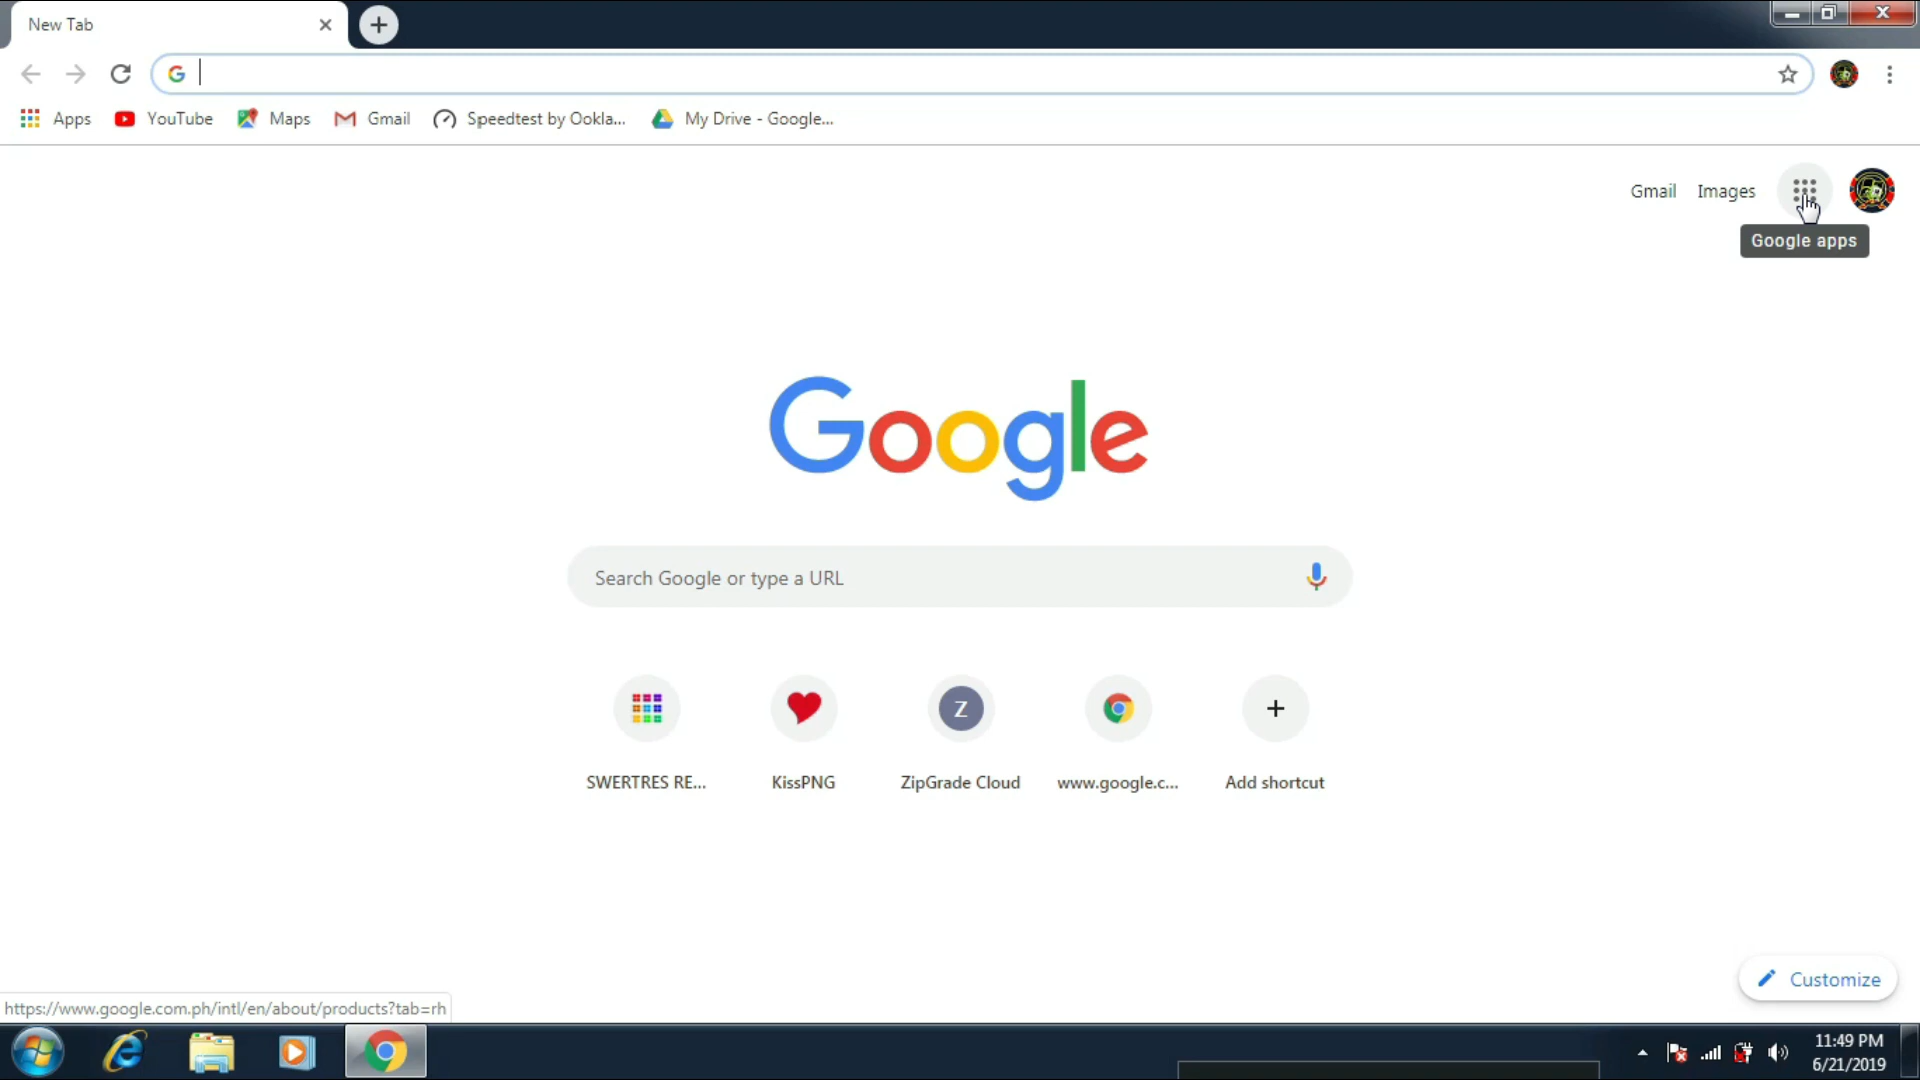 New Tab
Apps
YouTube
Maps
Gmail
Speedtest by Ookla...
My Drive - Google...
Gmail
Images
Google apps
Google
Search Google or type a URL
Z
SWERTRES RE...
KissPNG
ZipGrade Cloud
www.google.c...
Add shortcut
Customize
https://www.google.com.ph/intl/en/about/products?tab=rh
11:49 PM
6/21/2019